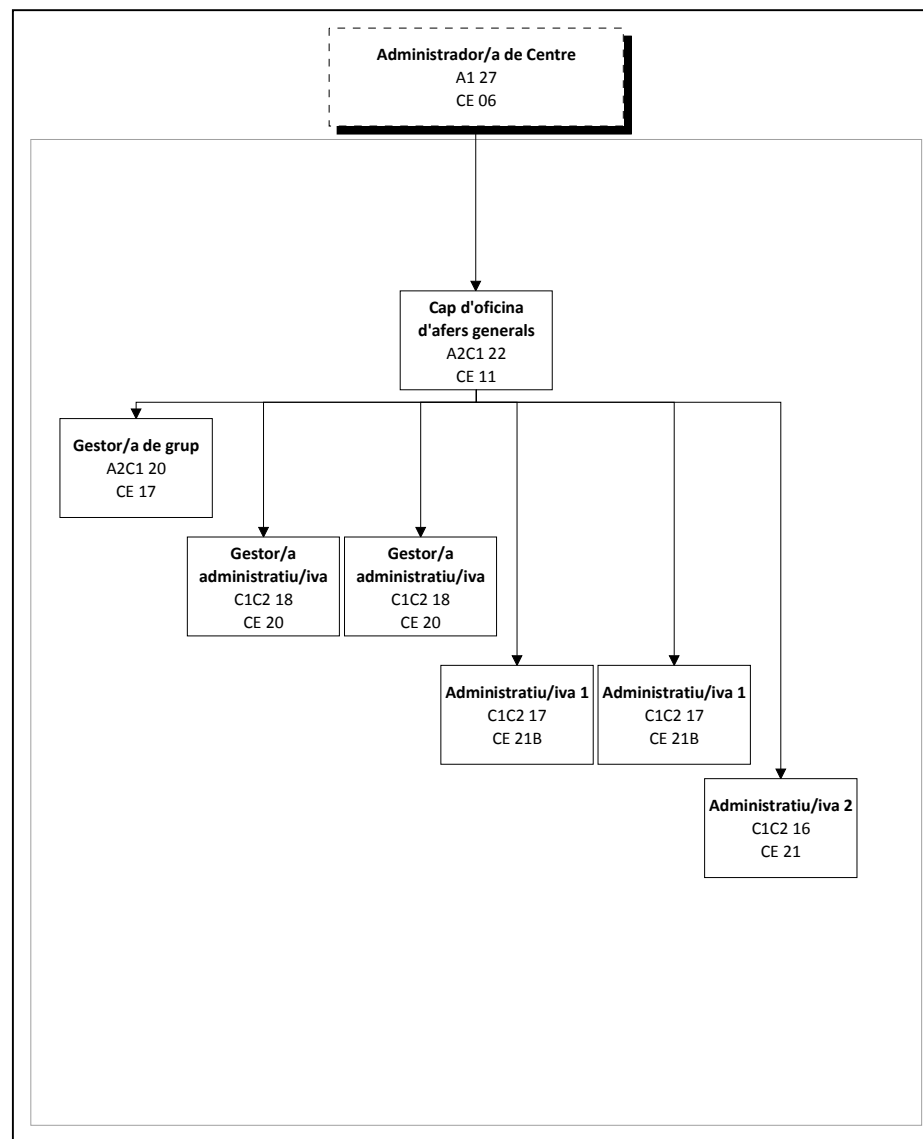 Administrador/a de Centre
A1 27
CE 06
Cap d'oficina
d'afers generals
A2C1 22
CE 11
Gestor/a de grup
A2C1 20
CE 17
Gestor/a
administratiu/iva
C1C2 18
CE 20
Gestor/a
administratiu/iva
C1C2 18
CE 20
Administratiu/iva 1
C1C2 17
CE 21B
Administratiu/iva 1
C1C2 17
CE 21B
Administratiu/iva 2
C1C2 16
CE 21